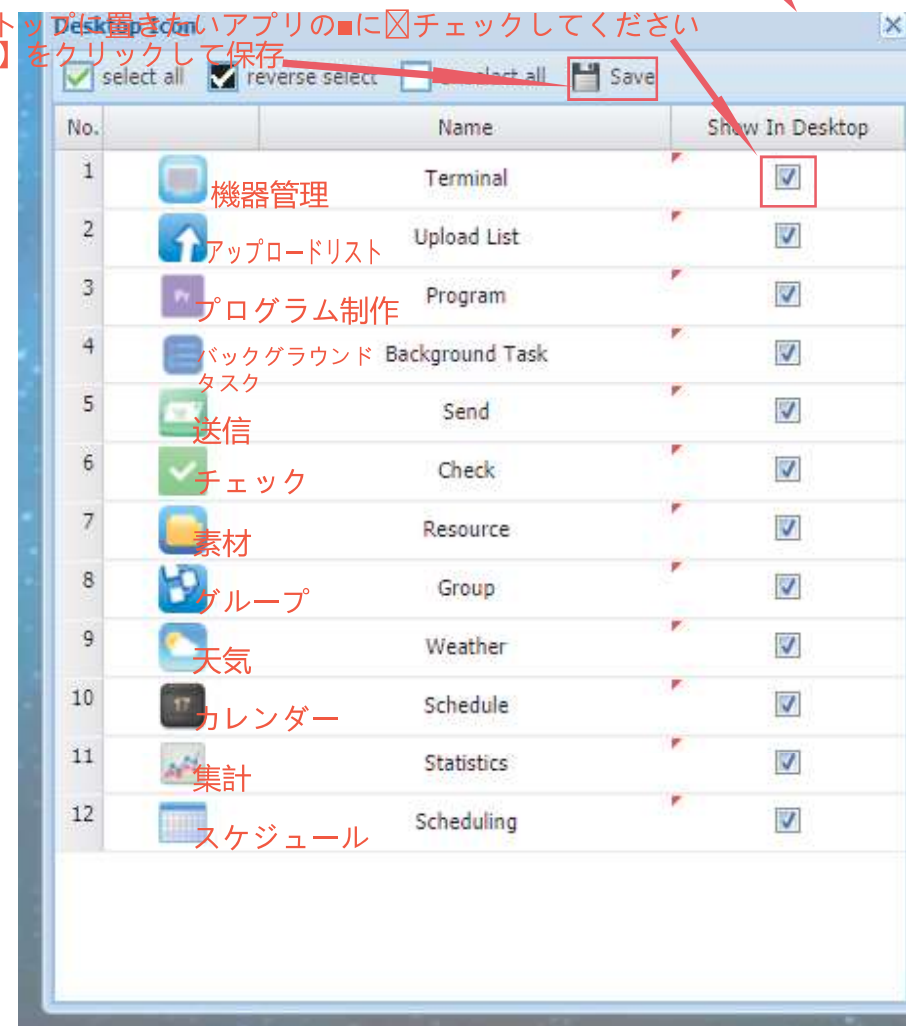 トップに置きたいアプリの■に☒チェックしてください
】をクリックして保存
Desktop Icon
select all reverse select select all Save
No. Name Show In Desktop
1 機器管理 Terminal
2 アップロードリスト Upload List
3 Pr プログラム制作 Program
4 バックグラウンド Background Task
タスク
5 送信 Send
6 チェック Check
7 素材 Resource
8 グループ Group
9 天気 Weather
10 17 カレンダー Schedule
11 集計 Statistics
12 スケジュール Scheduling